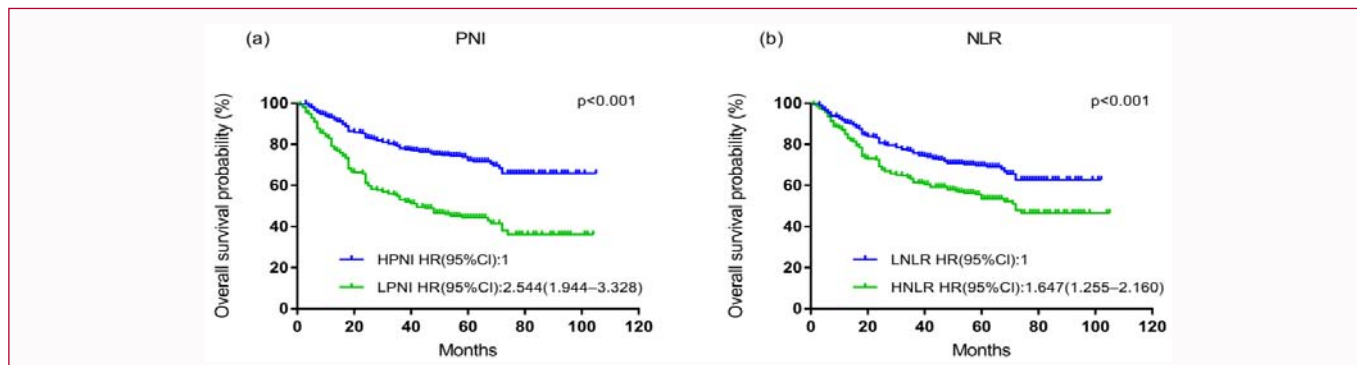 (a) PNI
Overall survival probability (%)
100
80
60
40
20
0
p<0.001
HPNI HR(95%CI):1
LPNI HR(95%CI):2.544(1.944–3.328)
0 20 40 60 80 100 120
Months
(b) NLR
Overall survival probability (%)
100
80
60
40
20
0
p<0.001
LNLR HR(95%CI):1
HNLR HR(95%CI):1.647(1.255–2.160)
0 20 40 60 80 100 120
Months